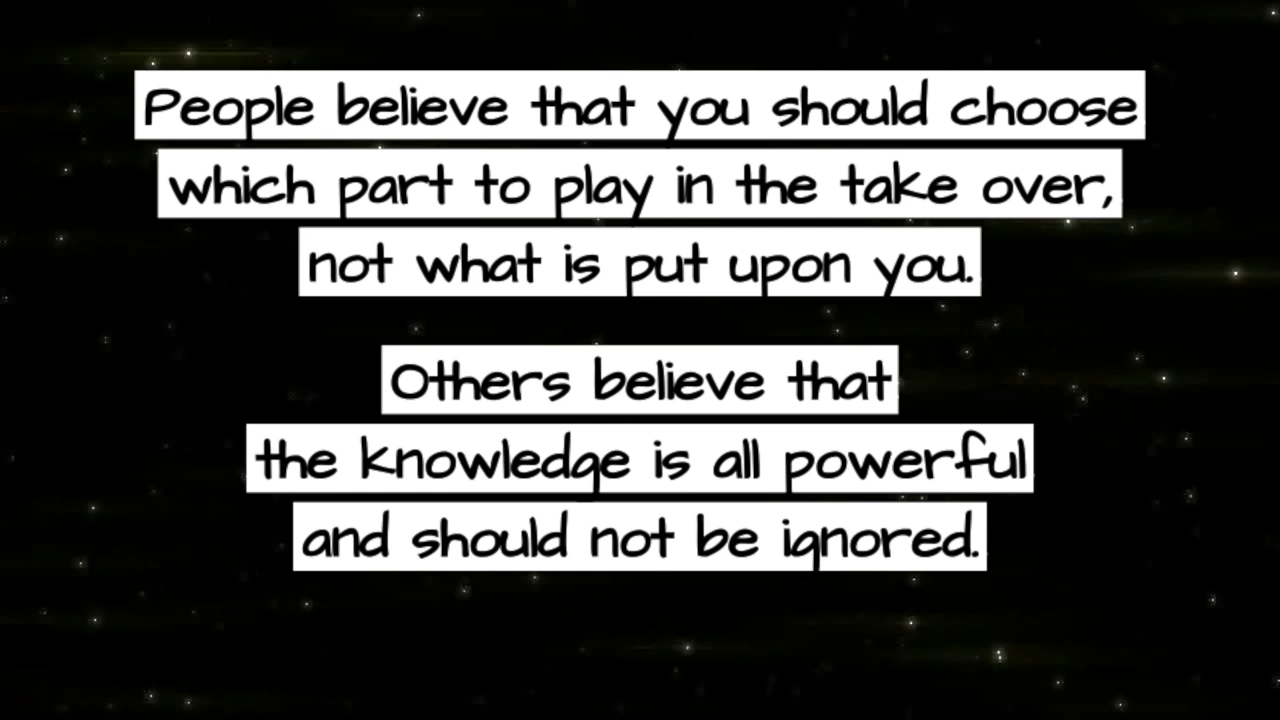 People believe that you should choose
which part to play in the take over,
not what is put upon you.
Others believe that
the knowledge is all powerful
and should not be ignored.